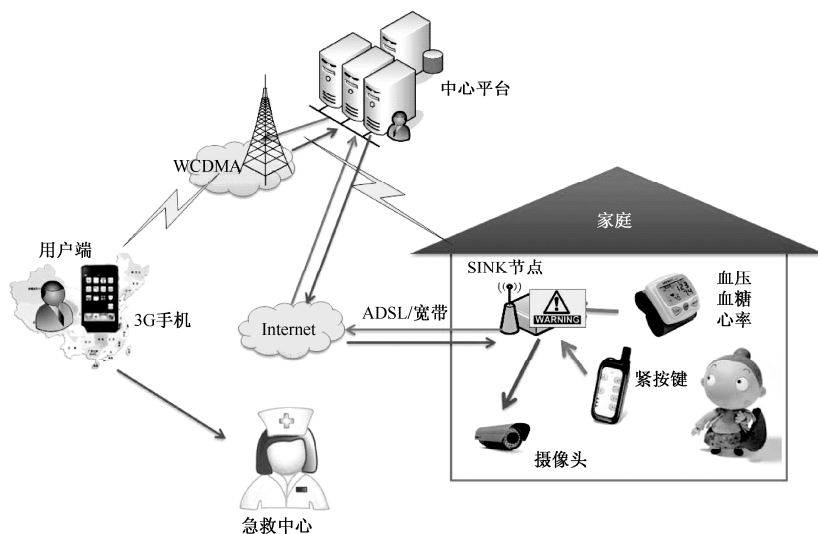 中心平台
WCDMA
家庭
用户端
3G手机
SINK节点
WARNING
血压
血糖
心率
ADSL/宽带
Internet
紧按键
摄像头
急救中心